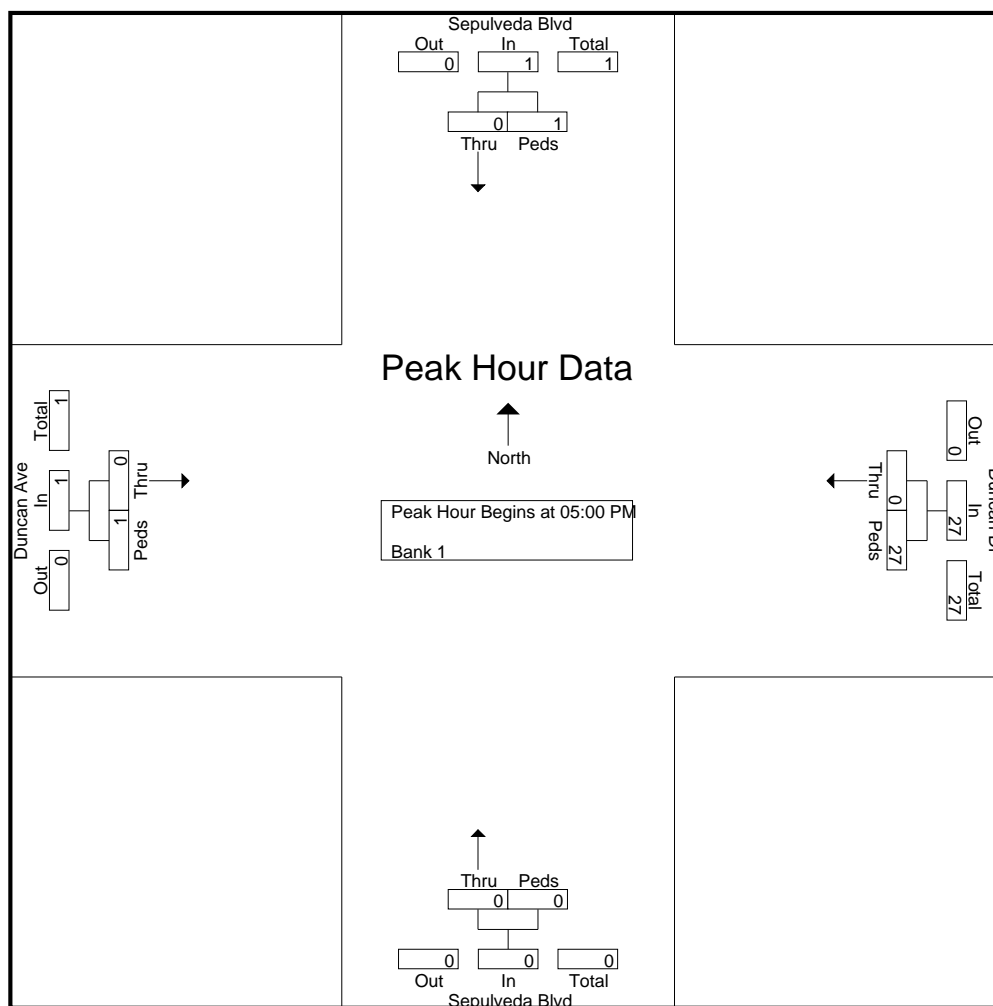 Sepulveda Blvd
Out In Total
0 1 1
0 1
Thru Peds
Peak Hour Data
North
Peak Hour Begins at 05:00 PM
Bank 1
Duncan Ave
Out In Total
0 1 1
1 0
Peds Thru
Out In Total
0 27 27
Thru Peds
0 27
Thru Peds
0 0
0 0 0
Out In Total
Sepulveda Blvd